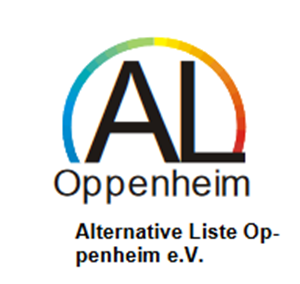 AL
Oppenheim
Alternative Liste Op-
penheim e.V.